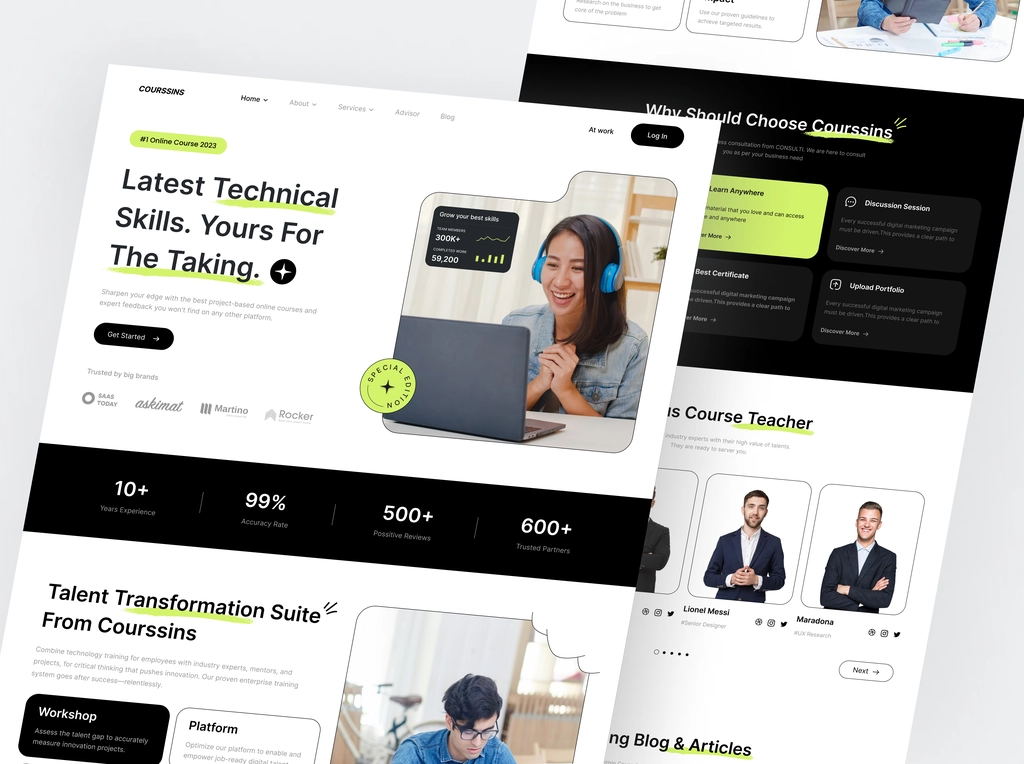 COURSSINS
Home
About
Services
Advisor
Blog
At work
Log In
#1 Online Course 2023
Latest Technical
Skills. Yours For
The Taking.
Sharpen your edge with the best project-based online courses and
expert feedback you won't find on any other platform.
Get Started
Trusted by big brands
SAAS
TODAY
askimat
Martino
Rocker
Grow your best skills
TEAM MEMBERS
300K+
COMPLETED WORK
59,200
SPECIAL EDITION
10+
Years Experience
99%
Accuracy Rate
500+
Possitive Reviews
600+
Trusted Partners
Talent Transformation Suite
From Courssins
Combine technology training for employees with industry experts, mentors, and
projects, for critical thinking that pushes innovation. Our proven enterprise training
system goes after success—relentlessly.
Workshop
Assess the talent gap to accurately
measure innovation projects.
Platform
Optimize our platform to enable and
empower job-ready digital talent
Research on the business to get
core of the problem
Use our proven guidelines to
achieve targeted results.
Why Should Choose Courssins
consultation from CONSULTI. We are here to consult
you as per your business need
Learn Anywhere
material that you love and can access
and anywhere
Discussion Session
Every successful digital marketing campaign
must be driven.This provides a clear path to
Discover More
Best Certificate
successful digital marketing campaign
be driven.This provides a clear path to
Upload Portfolio
Every successful digital marketing campaign
must be driven.This provides a clear path to
Discover More
us Course Teacher
industry experts with their high value of talents.
They are ready to server you.
Lionel Messi
#Senior Designer
Maradona
#UX Research
Next
ng Blog & Articles